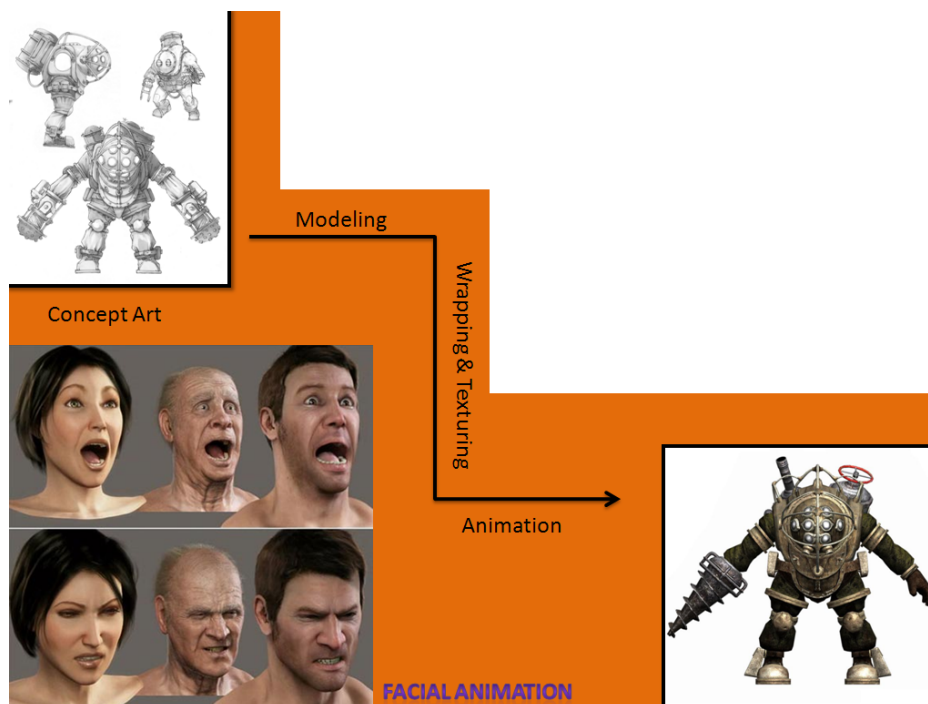 Modeling
Wrapping & Texturing
Concept Art
Animation
FACIAL ANIMATION